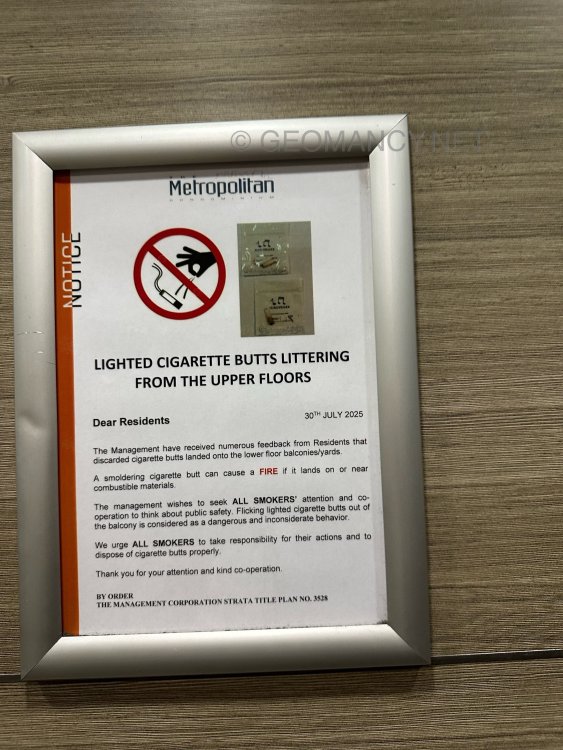 © GEOMANCY.NET
THE
Metropolitan
CONDOMINIUM
NOTICE
LIGHTED CIGARETTE BUTTS LITTERING
FROM THE UPPER FLOORS
Dear Residents
30TH JULY 2025
The Management have received numerous feedback from Residents that
discarded cigarette butts landed onto the lower floor balconies/yards.
A smoldering cigarette butt can cause a FIRE if it lands on or near
combustible materials.
The management wishes to seek ALL SMOKERS' attention and co-
operation to think about public safety. Flicking lighted cigarette butts out of
the balcony is considered as a dangerous and inconsiderate behavior.
We urge ALL SMOKERS to take responsibility for their actions and to
dispose of cigarette butts properly.
Thank you for your attention and kind co-operation.
BY ORDER
THE MANAGEMENT CORPORATION STRATA TITLE PLAN NO. 3528